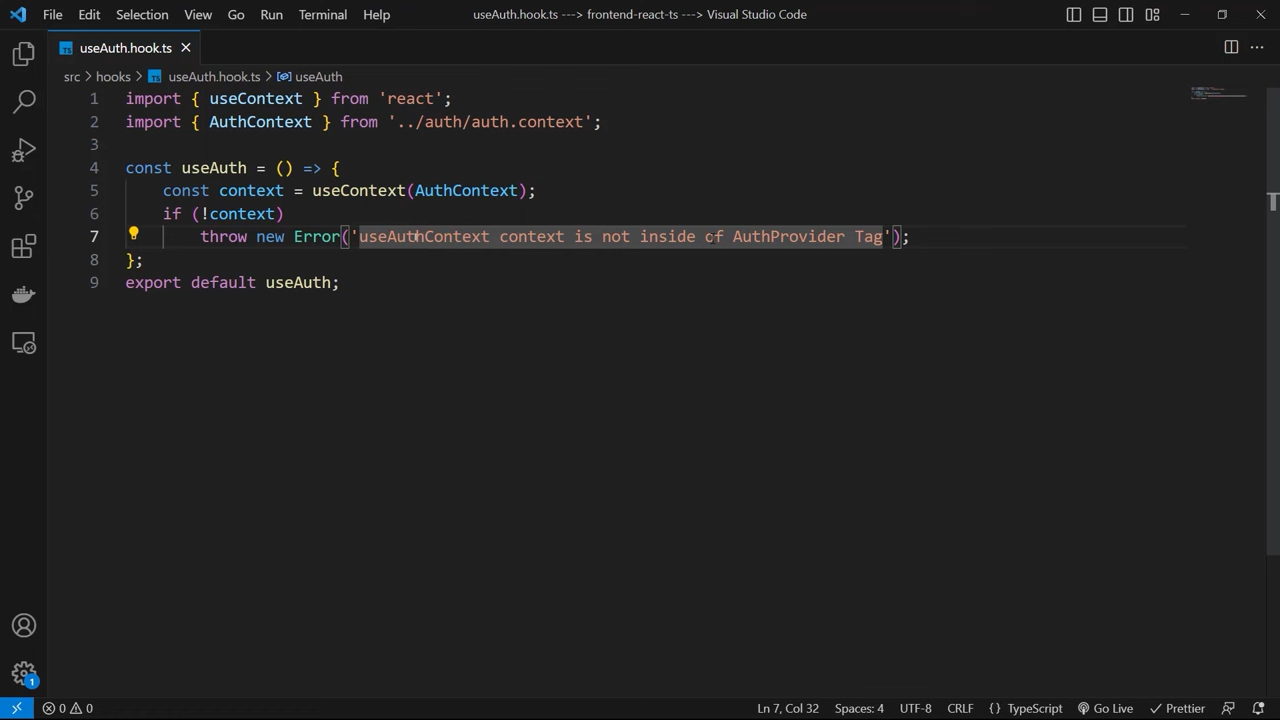 File Edit Selection View Go Run Terminal Help useAuth.hook.ts ---> frontend-react-ts ---> Visual Studio Code
TS useAuth.hook.ts
src > hooks > TS useAuth.hook.ts > useAuth
1 import { useContext } from 'react';
2 import { AuthContext } from '../auth/auth.context';
3
4 const useAuth = () => {
5 const context = useContext(AuthContext);
6 if (!context)
7 throw new Error('useAuthContext context is not inside of AuthProvider Tag');
8 };
9 export default useAuth;
1
0 0 Ln 7, Col 32 Spaces: 4 UTF-8 CRLF {} TypeScript Go Live Prettier